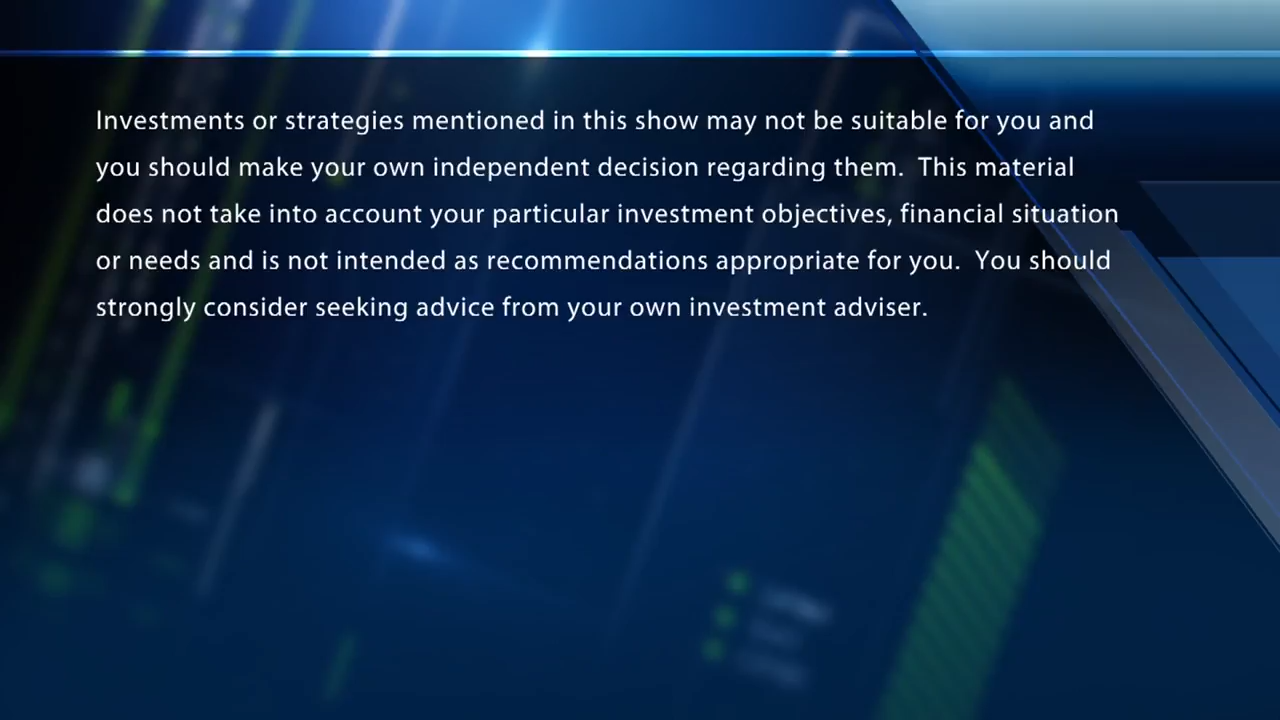 Investments or strategies mentioned in this show may not be suitable for you and
you should make your own independent decision regarding them.  This material
does not take into account your particular investment objectives, financial situation
or needs and is not intended as recommendations appropriate for you.  You should
strongly consider seeking advice from your own investment adviser.